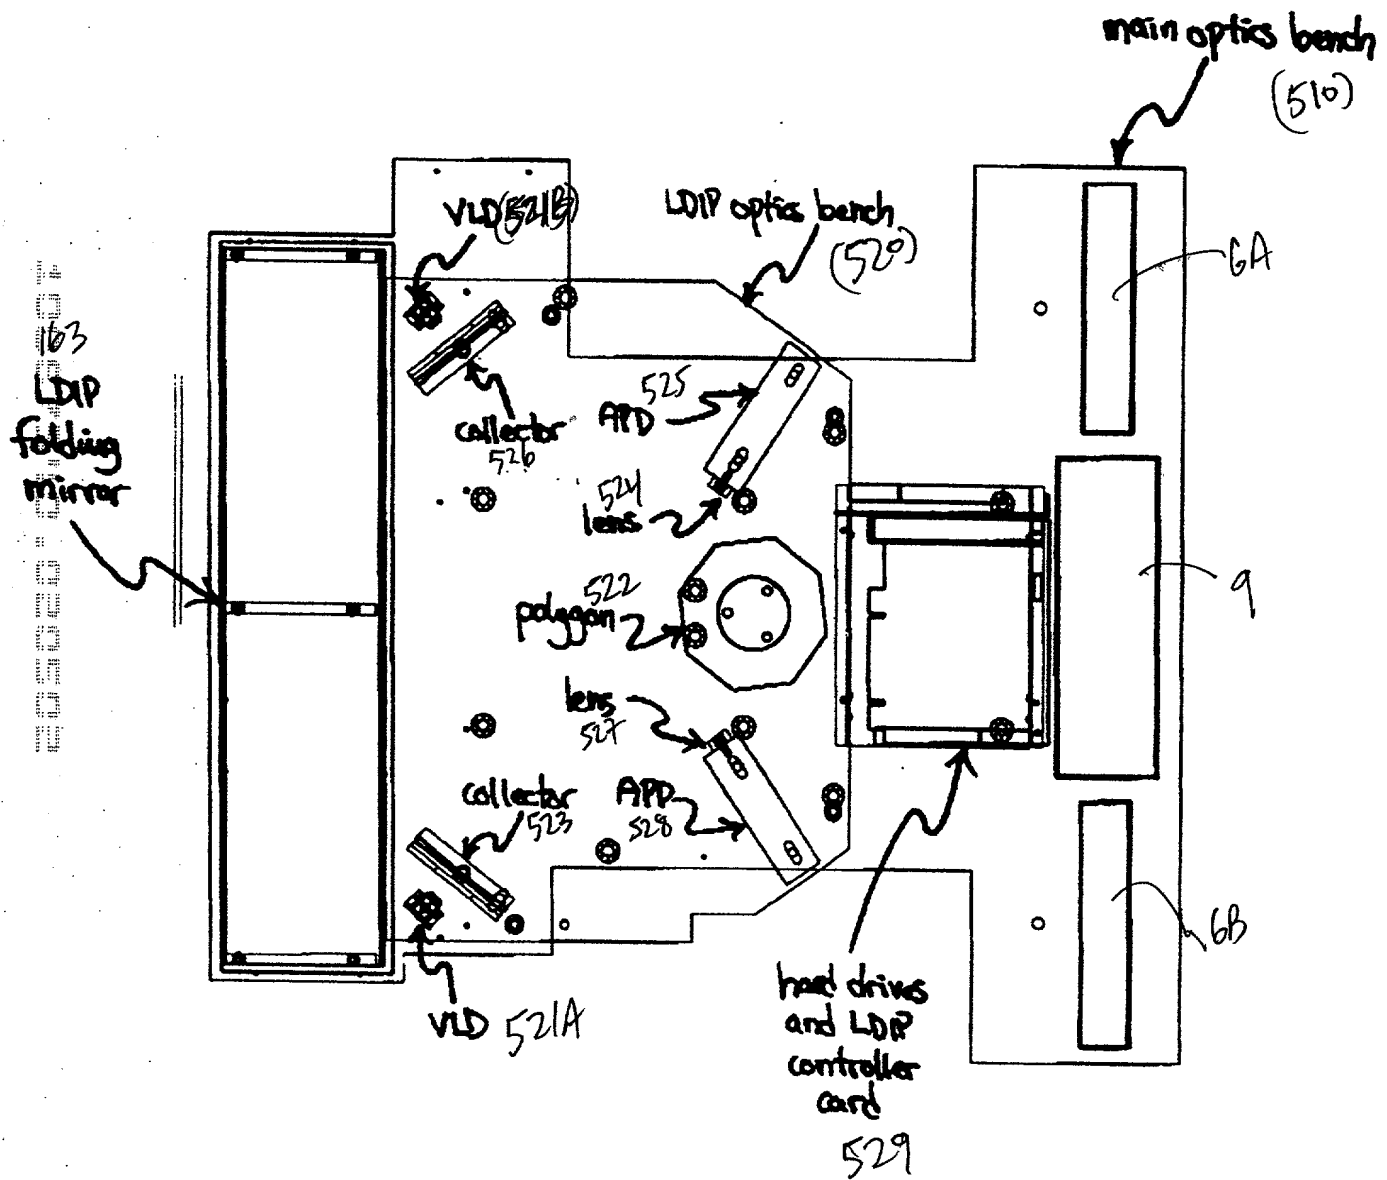 main optics bench
(510)
VLD (521B)
LDIP optics bench
(520)
6A
163
LDIP
folding
mirror
525
APD
collector
526
524
lens
522
polygon
9
lens
527
collector
523
APD
528
6B
VLD 521A
hard drives
and LDIP
controller
card
529